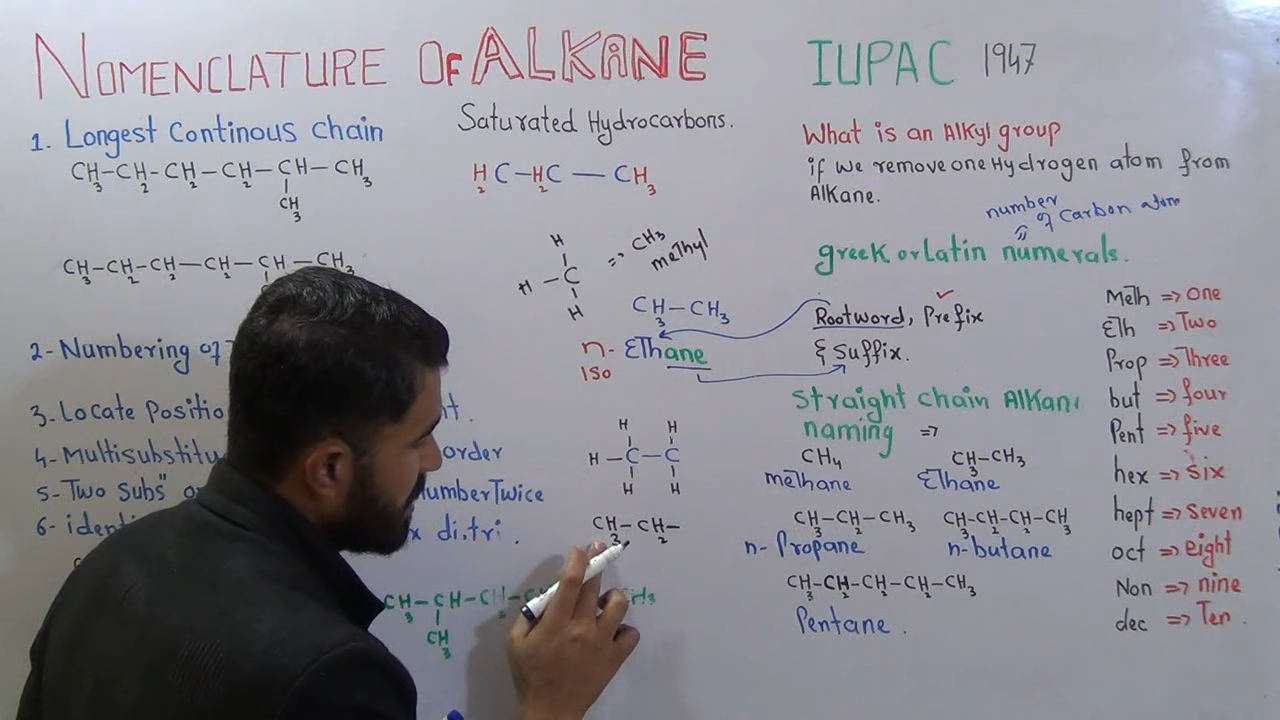 NOMENCLATURE OF ALKANE
1. Longest Continous Chain
CH₃-CH₂-CH₂-CH₂-CH-CH₃
CH₃
CH₃-CH₂-CH₂-CH₂-CH-CH₃
2-Numbering of
3. Locate Positio
4-Multisubstitu order
5-Two Subsⁿ Number Twice
6-identi di,tri.
CH₃-CH-CH₂-
CH₃
Saturated Hydrocarbons.
H₂C-H₂C-CH₃
H
H-C
H
=> CH₃
methyl
CH₃-CH₃
n-Ethane
Iso
H H
H-C-C
H H
CH₃-CH₂-
IUPAC 1947
What is an Alkyl group
if we remove one Hydrogen atom from
Alkane.
number of Carbon atom
greek or Latin numerals.
Rootword, Prefix
& Suffix.
Straight chain Alkan
naming =>
CH₄ CH₃-CH₃
methane Ethane
CH₃-CH₂-CH₃ CH₃-CH₂-CH₂-CH₃
n-Propane n-butane
CH₃-CH₂-CH₂-CH₂-CH₃
Pentane.
Meth => one
Eth => Two
Prop => Three
but => four
Pent => five
hex => six
hept => seven
oct => eight
Non => nine
dec => Ten.